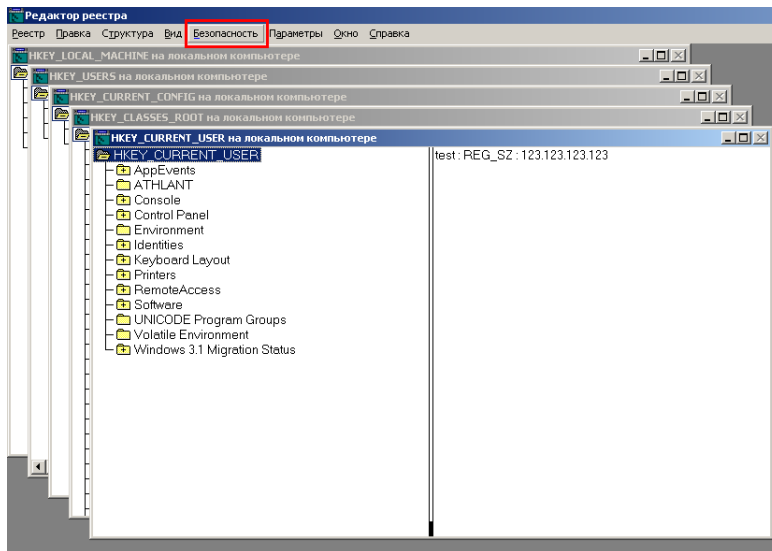 Редактор реестра
Реестр Правка Структура Вид Безопасность Параметры Окно Справка
HKEY_LOCAL_MACHINE на локальном компьютере
HKEY_USERS на локальном компьютере
HKEY_CURRENT_CONFIG на локальном компьютере
HKEY_CLASSES_ROOT на локальном компьютере
HKEY_CURRENT_USER на локальном компьютере
HKEY_CURRENT_USER
test : REG_SZ : 123.123.123.123
AppEvents
ATHLANT
Console
Control Panel
Environment
Identities
Keyboard Layout
Printers
RemoteAccess
Software
UNICODE Program Groups
Volatile Environment
Windows 3.1 Migration Status